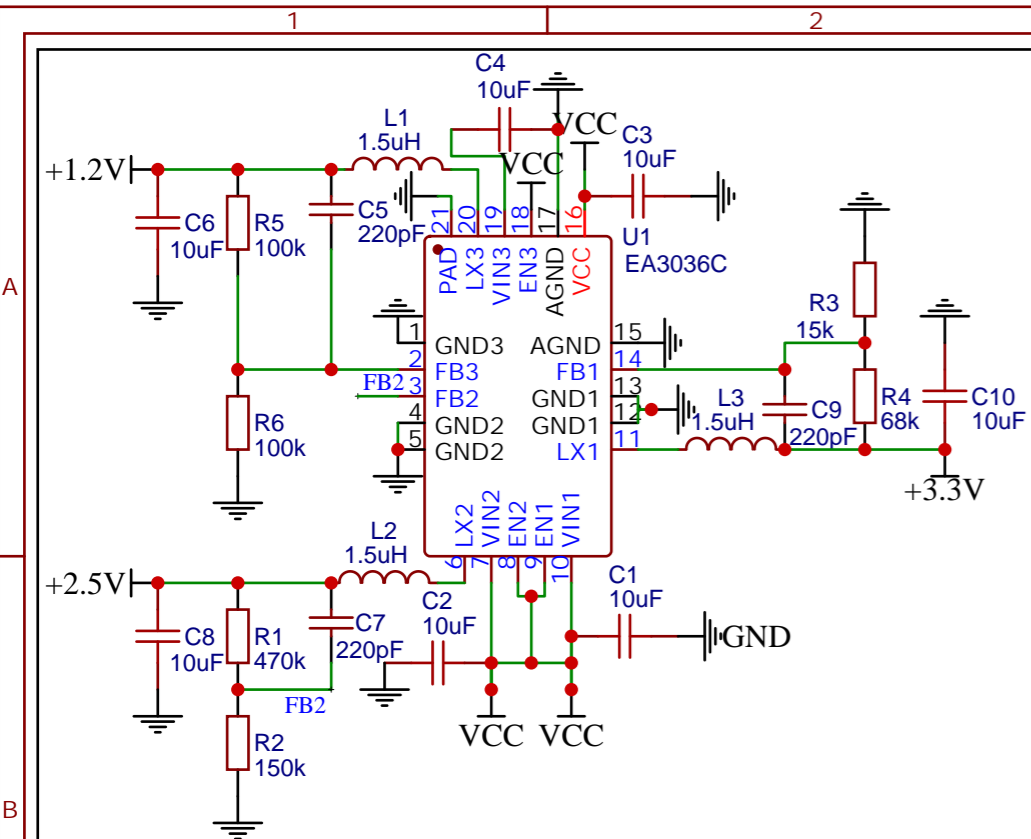 1
2
A
B
C4
10uF
L1
1.5uH
VCC
VCC
C3
10uF
+1.2V
C6
10uF
R5
100k
C5
220pF
21
20
19
18
17
16
U1
EA3036C
PAD
LX3
VIN3
EN3
AGND
VCC
R3
15k
1
GND3
AGND
15
2
FB3
FB1
14
FB2
3
FB2
GND1
13
4
GND2
GND1
12
5
GND2
LX1
11
R6
100k
L3
1.5uH
C9
220pF
R4
68k
C10
10uF
+3.3V
LX2
VIN2
EN2
EN1
VIN1
6
7
8
9
10
L2
1.5uH
+2.5V
C8
10uF
R1
470k
C7
220pF
FB2
C2
10uF
C1
10uF
GND
VCC
VCC
R2
150k